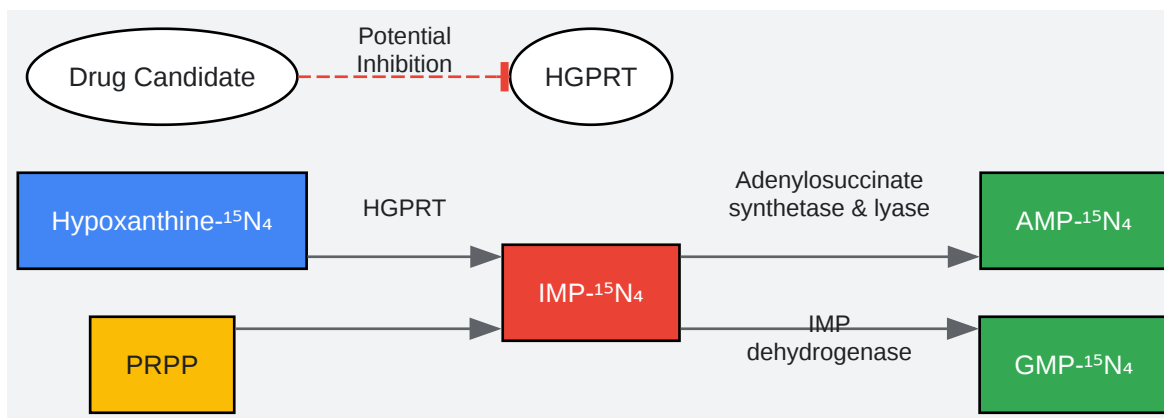 Potential
Inhibition
Drug Candidate
HGPRT
Adenylosuccinate
synthetase & lyase
Hypoxanthine-¹⁵N₄
HGPRT
AMP-¹⁵N₄
IMP-¹⁵N₄
IMP
dehydrogenase
PRPP
GMP-¹⁵N₄